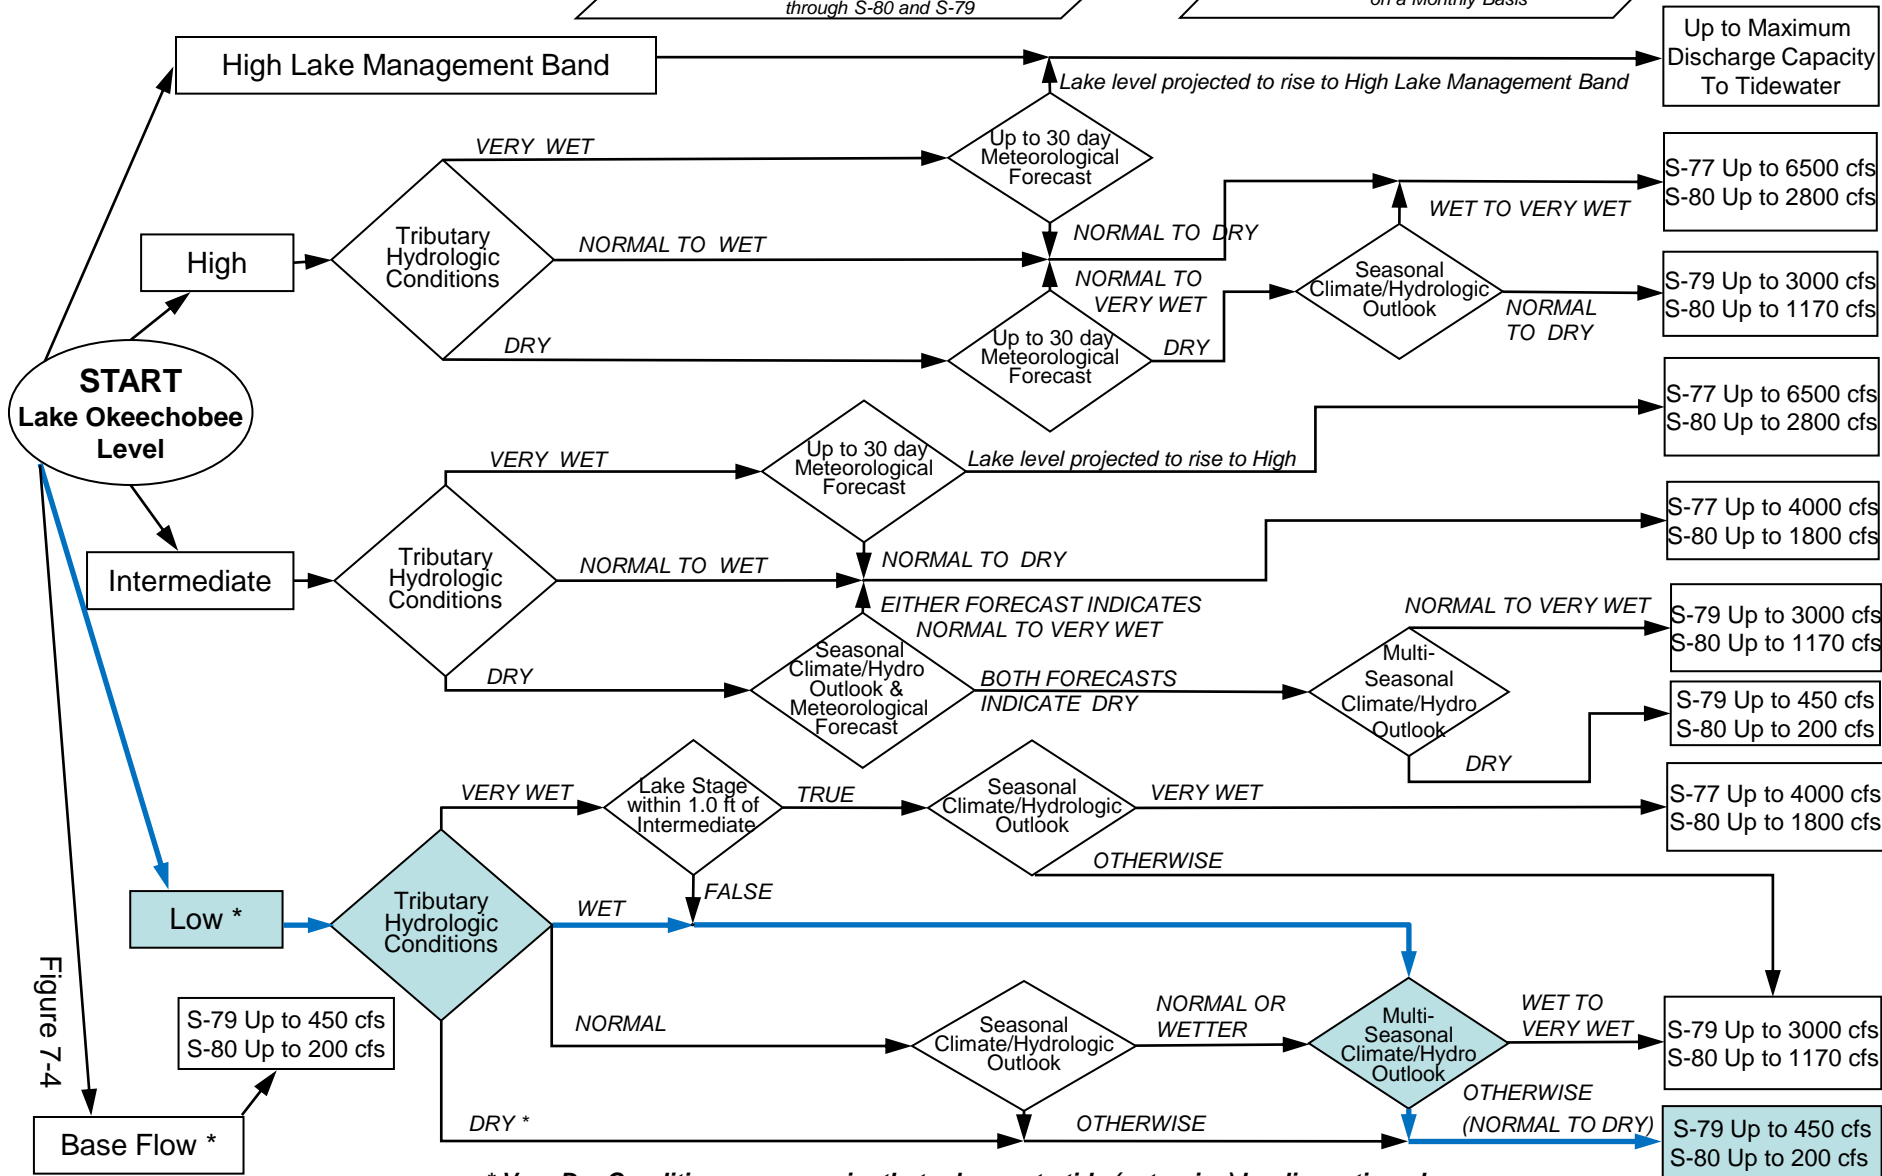 through S-80 and S-79
on a Monthly Basis
Up to Maximum
Discharge Capacity
To Tidewater
High Lake Management Band
Lake level projected to rise to High Lake Management Band
VERY WET
Up to 30 day
Meteorological
Forecast
S-77 Up to 6500 cfs
S-80 Up to 2800 cfs
WET TO VERY WET
High
Tributary
Hydrologic
Conditions
NORMAL TO WET
NORMAL TO DRY
NORMAL TO
VERY WET
Seasonal
Climate/Hydrologic
Outlook
NORMAL
TO DRY
S-79 Up to 3000 cfs
S-80 Up to 1170 cfs
DRY
Up to 30 day
Meteorological
Forecast
DRY
START
Lake Okeechobee
Level
S-77 Up to 6500 cfs
S-80 Up to 2800 cfs
VERY WET
Up to 30 day
Meteorological
Forecast
Lake level projected to rise to High
S-77 Up to 4000 cfs
S-80 Up to 1800 cfs
Intermediate
Tributary
Hydrologic
Conditions
NORMAL TO WET
NORMAL TO DRY
EITHER FORECAST INDICATES
NORMAL TO VERY WET
NORMAL TO VERY WET
S-79 Up to 3000 cfs
S-80 Up to 1170 cfs
DRY
Seasonal
Climate/Hydro
Outlook &
Meteorological
Forecast
BOTH FORECASTS
INDICATE DRY
Multi-
Seasonal
Climate/Hydro
Outlook
DRY
S-79 Up to 450 cfs
S-80 Up to 200 cfs
VERY WET
Lake Stage
within 1.0 ft of
Intermediate
TRUE
Seasonal
Climate/Hydrologic
Outlook
VERY WET
S-77 Up to 4000 cfs
S-80 Up to 1800 cfs
OTHERWISE
FALSE
Low *
Tributary
Hydrologic
Conditions
WET
NORMAL
Seasonal
Climate/Hydrologic
Outlook
NORMAL OR
WETTER
Multi-
Seasonal
Climate/Hydro
Outlook
WET TO
VERY WET
S-79 Up to 3000 cfs
S-80 Up to 1170 cfs
Figure 7-4
S-79 Up to 450 cfs
S-80 Up to 200 cfs
Base Flow *
DRY *
OTHERWISE
OTHERWISE
(NORMAL TO DRY)
S-79 Up to 450 cfs
S-80 Up to 200 cfs